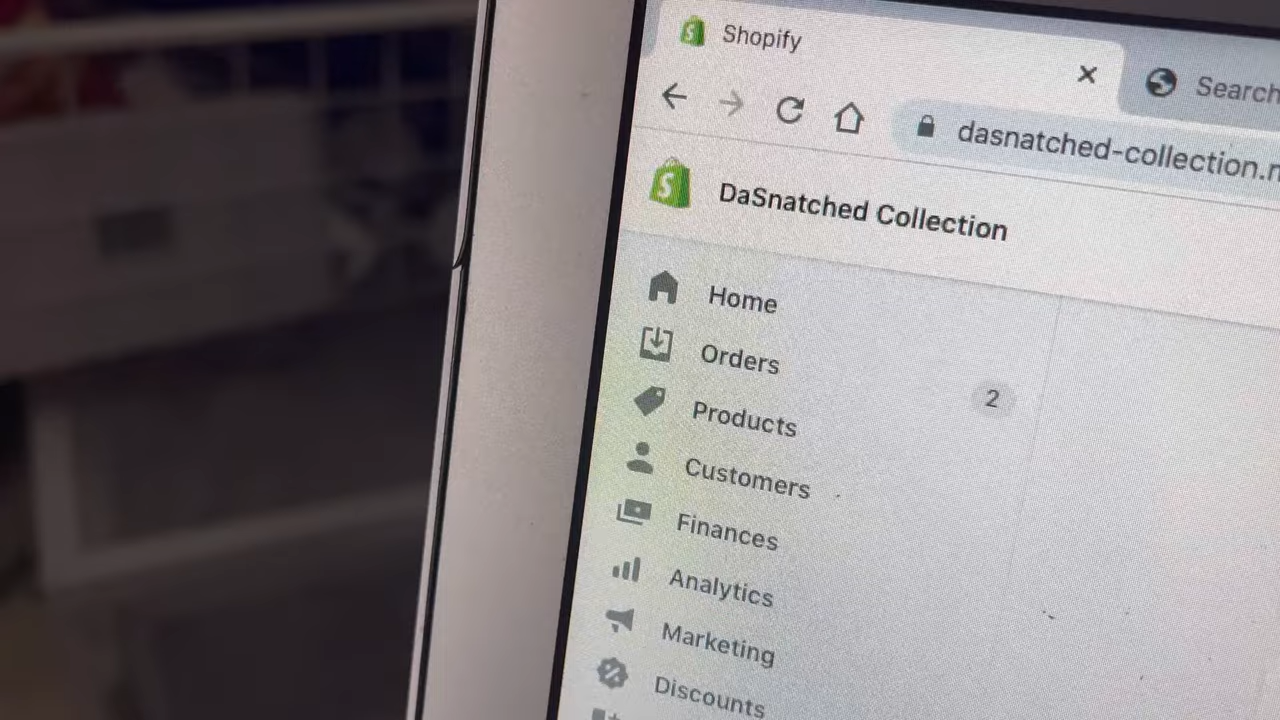 Shopify
Search
dasnatched-collection.
DaSnatched Collection
Home
Orders
2
Products
Customers
Finances
Analytics
Marketing
Discounts